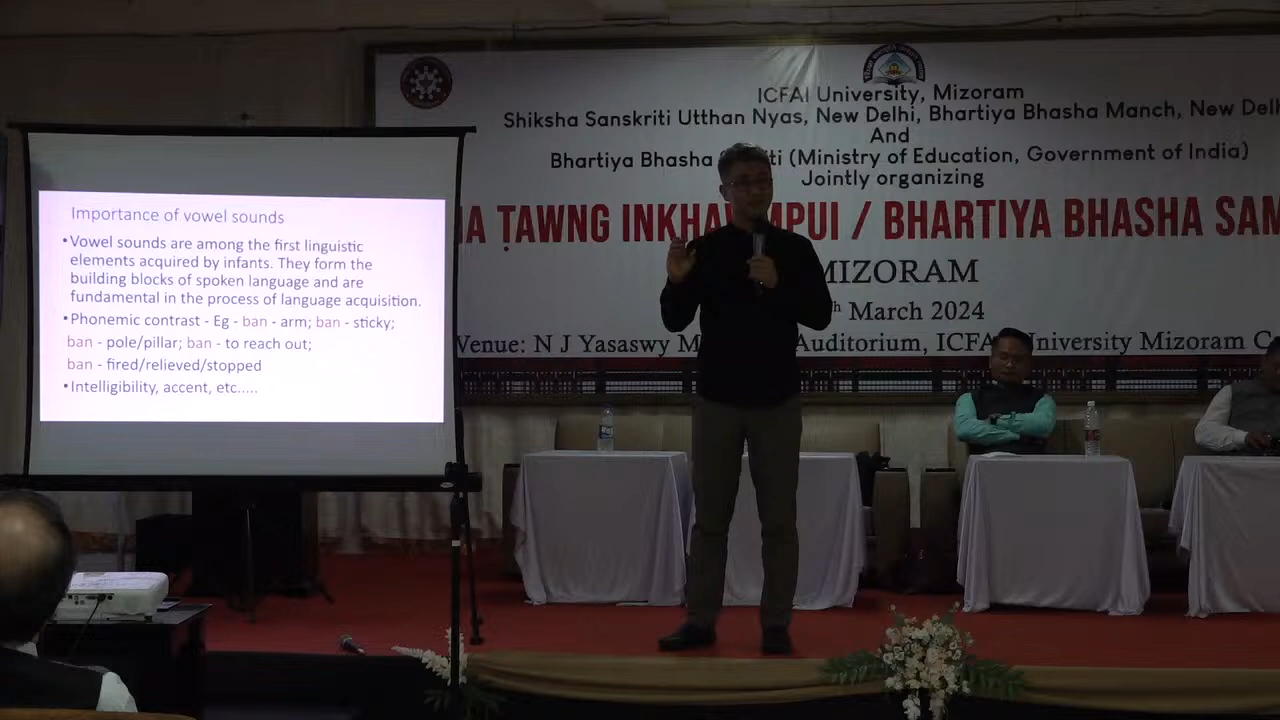 Importance of vowel sounds
•Vowel sounds are among the first linguistic
elements acquired by infants. They form the
building blocks of spoken language and are
fundamental in the process of language acquisition.
•Phonemic contrast - Eg - ban - arm; ban - sticky;
ban - pole/pillar; ban - to reach out;
ban - fired/relieved/stopped
•Intelligibility, accent, etc.....
ICFAI University, Mizoram
Shiksha Sanskriti Utthan Nyas, New Delhi, Bhartiya Bhasha Manch, New Delh
And
Bhartiya Bhasha (Ministry of Education, Government of India)
Jointly organizing
ṬAWNG / BHARTIYA BHASHA SAM
MIZORAM
March 2024
Venue: N J Yasaswy Auditorium, ICFA University Mizoram C